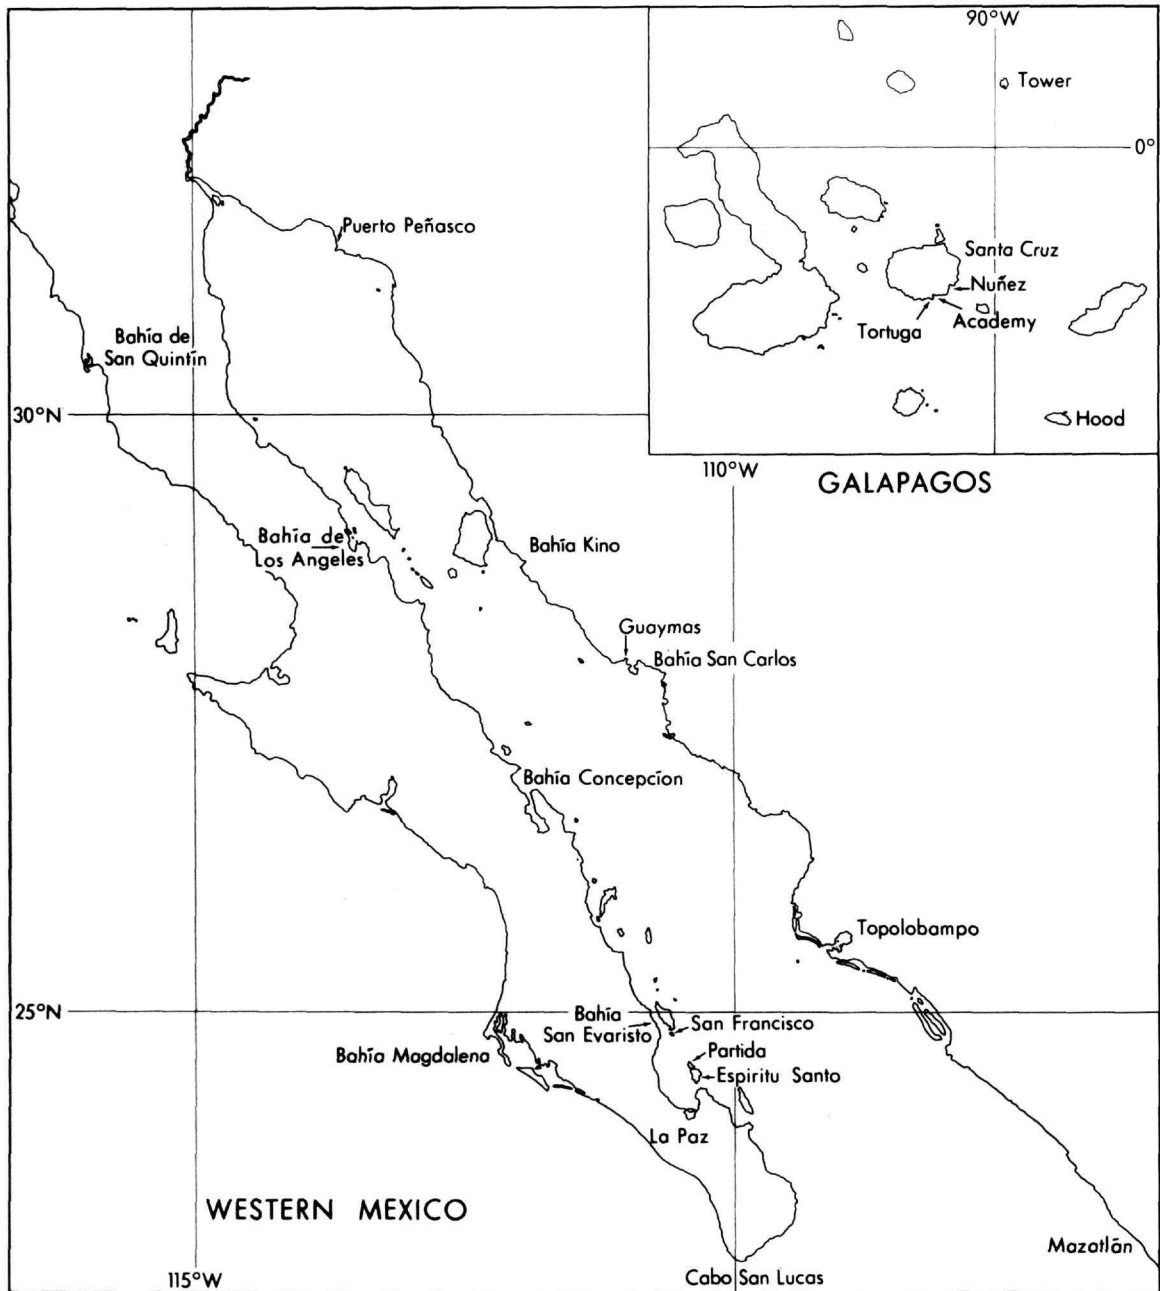 90°W
Tower
0°
Puerto Peñasco
Santa Cruz
Nuñez
Academy
Tortuga
Bahía de
San Quintín
30°N
Hood
110°W
GALAPAGOS
Bahía de
Los Angeles
Bahía Kino
Guaymas
Bahía San Carlos
Bahía Concepcíon
Topolobampo
25°N
Bahía
San Evaristo
San Francisco
Bahía Magdalena
Partida
Espiritu Santo
La Paz
WESTERN MEXICO
Mazatlán
115°W
Cabo San Lucas